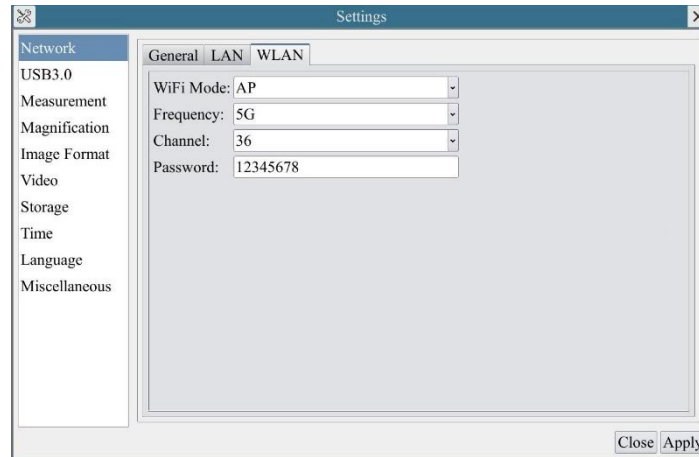 Settings
Network
USB3.0
Measurement
Magnification
Image Format
Video
Storage
Time
Language
Miscellaneous
General LAN WLAN
WiFi Mode: AP
Frequency: 5G
Channel: 36
Password: 12345678
Close Apply